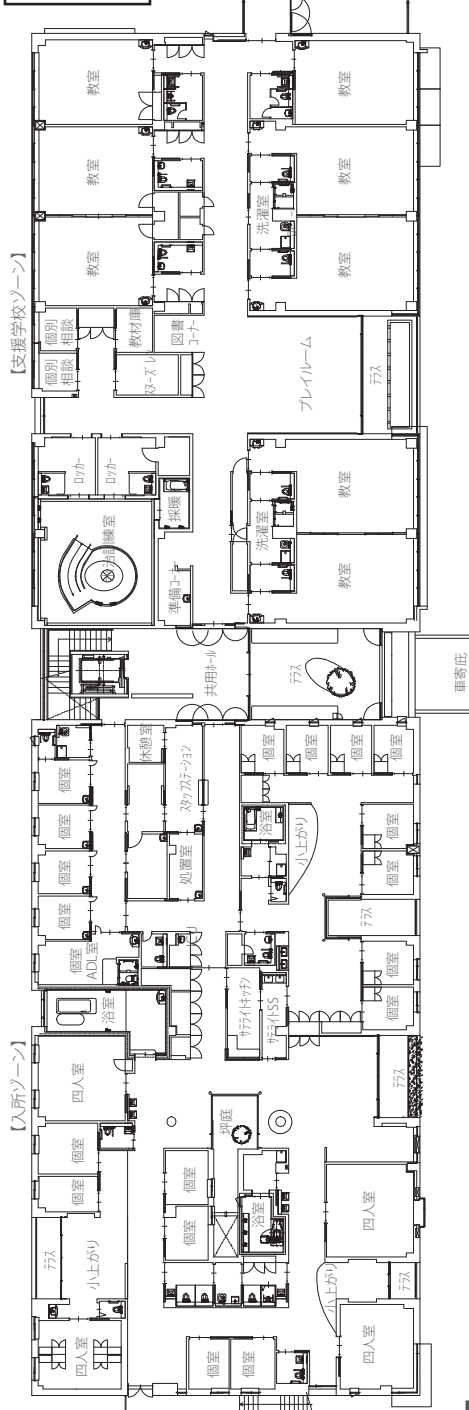 【入所ゾーン】
【支援学校ゾーン】
テラス
四人室
小上がり
個室
個室
四人室
浴室
個室
ADL室
個室
個室
個室
個室
治訓練室
ロッカー
ロッカー
個別
相談
個別
相談
教室
教室
教室
個室
個室
処置室
スタッフステーション
休憩室
準備コーナ
採暖
スヌーズレ
教材庫
図書
コーナー
個室
個室
浴室
坪庭
サテライトキッチン
サテライトSS
浴室
小上がり
共用ホール
洗濯室
洗濯室
個室
個室
個室
個室
テラス
プレイルーム
小上がり
四人室
四人室
テラス
テラス
個室
個室
テラス
個室
個室
教室
教室
テラス
教室
教室
教室
車寄庇